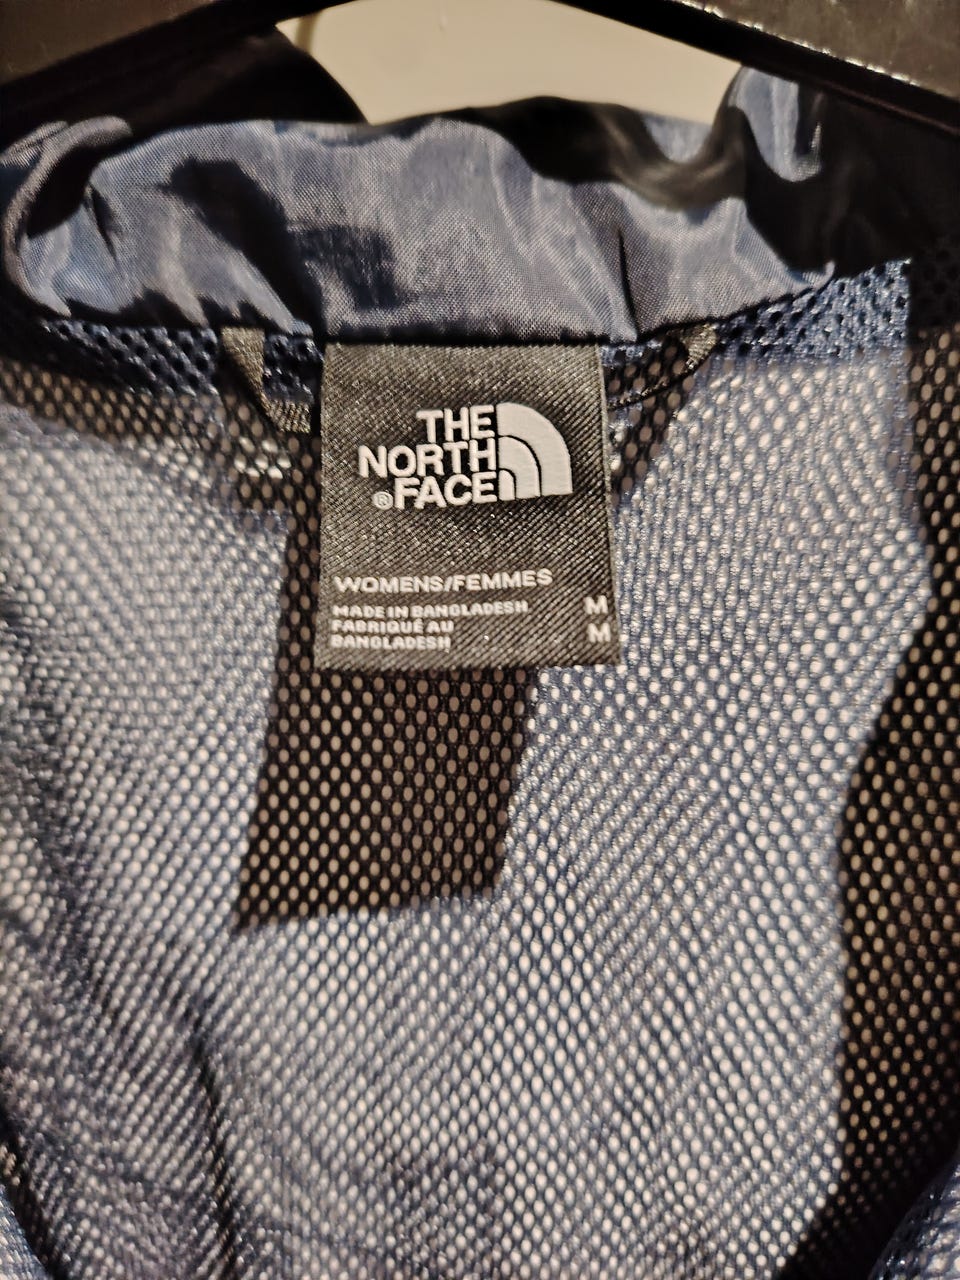 THE
NORTH
®FACE
WOMENS/FEMMES
MADE IN BANGLADESH M
FABRIQUÉ AU M
BANGLADESH